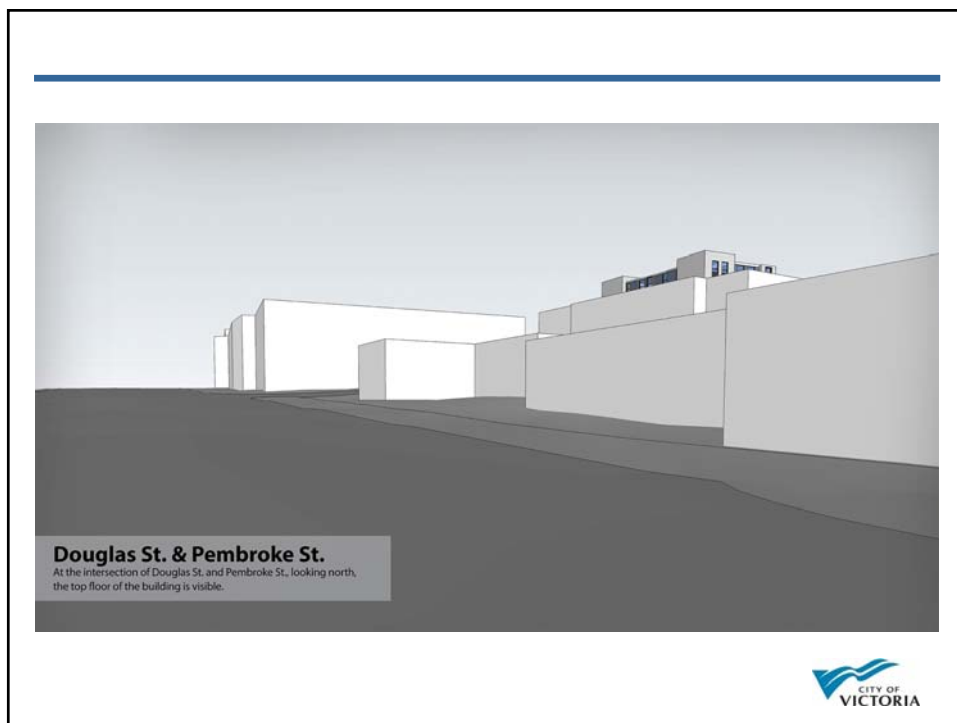 Douglas St. & Pembroke St.
At the intersection of Douglas St. and Pembroke St., looking north,
the top floor of the building is visible.
CITY OF
VICTORIA